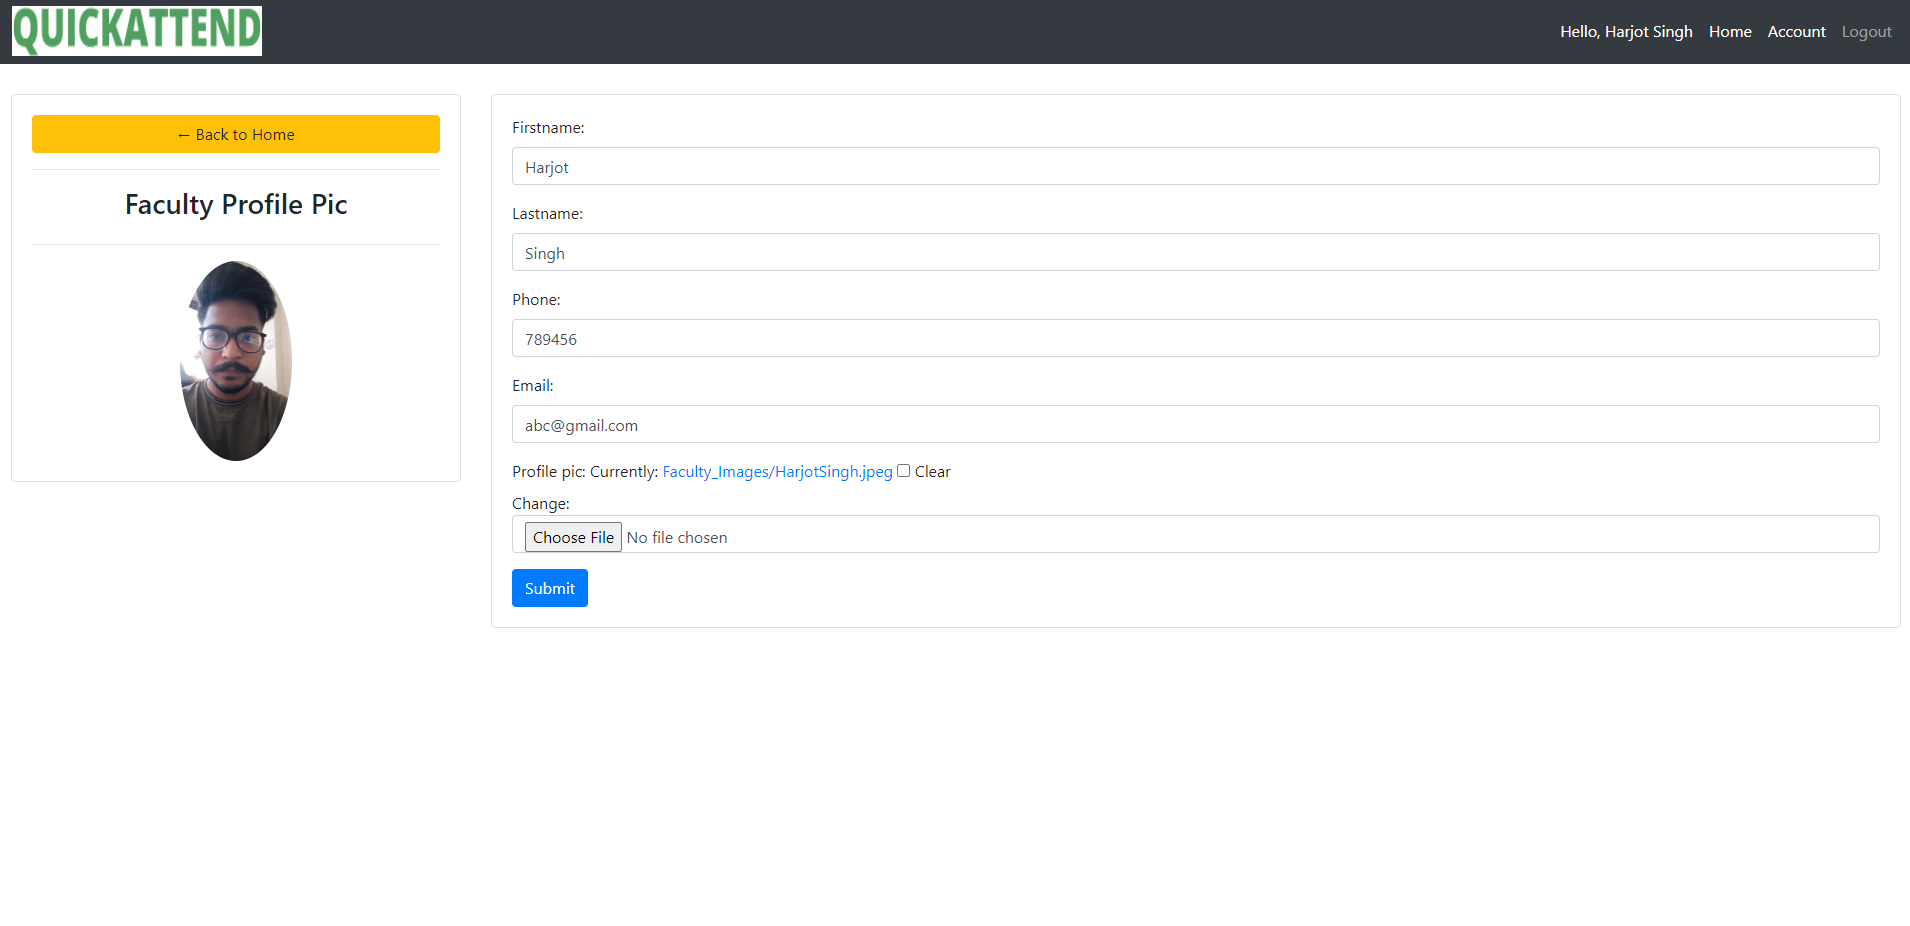 QUICKATTEND
Hello, Harjot Singh Home Account Logout
← Back to Home
Faculty Profile Pic
Firstname:
Harjot
Lastname:
Singh
Phone:
789456
Email:
abc@gmail.com
Profile pic: Currently: Faculty_Images/HarjotSingh.jpeg Clear
Change:
Choose File No file chosen
Submit